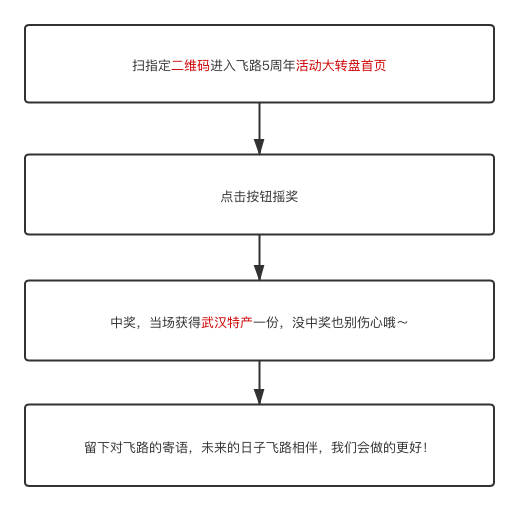 扫指定二维码进入飞路5周年活动大转盘首页
点击按钮摇奖
中奖，当场获得武汉特产一份，没中奖也别伤心哦～
留下对飞路的寄语，未来的日子飞路相伴，我们会做的更好！